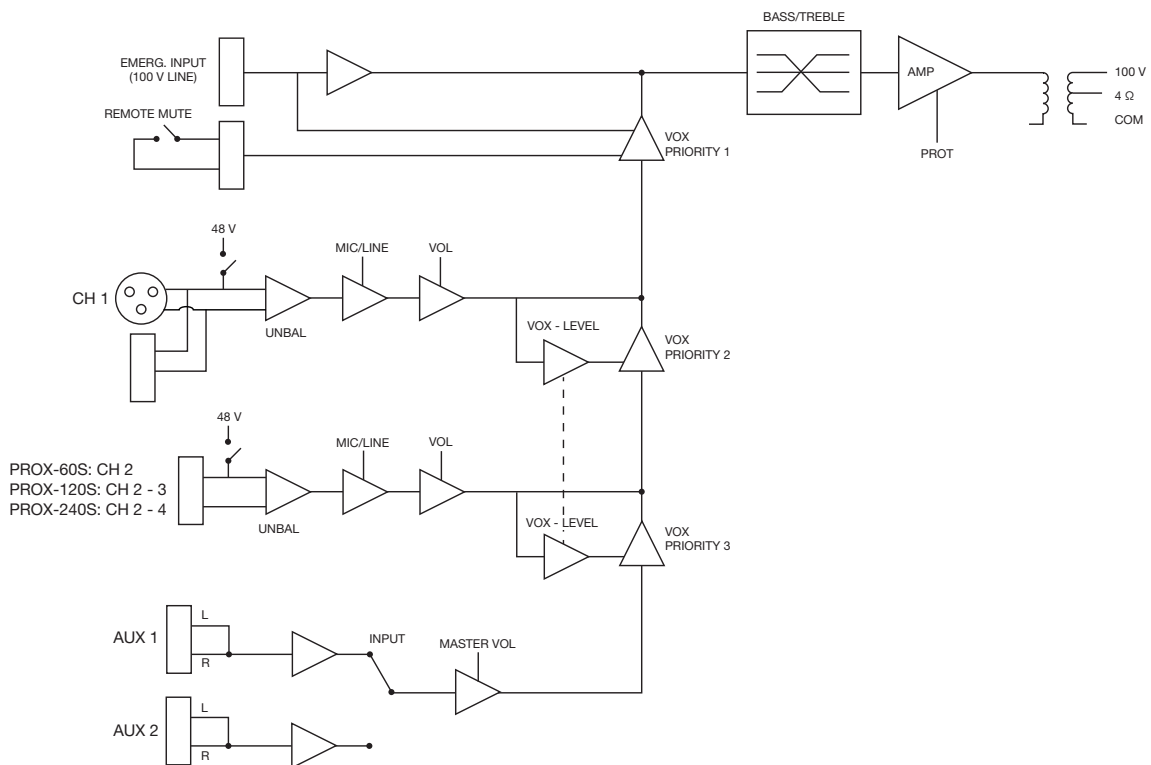 BASS/TREBLE
EMERG. INPUT
(100 V LINE)
AMP
100 V
4 Ω
COM
REMOTE MUTE
VOX
PRIORITY 1
PROT
48 V
MIC/LINE
VOL
CH 1
UNBAL
VOX - LEVEL
VOX
PRIORITY 2
48 V
MIC/LINE
VOL
PROX-60S: CH 2
PROX-120S: CH 2 - 3
PROX-240S: CH 2 - 4
UNBAL
VOX - LEVEL
VOX
PRIORITY 3
L
AUX 1
R
INPUT
MASTER VOL
L
AUX 2
R